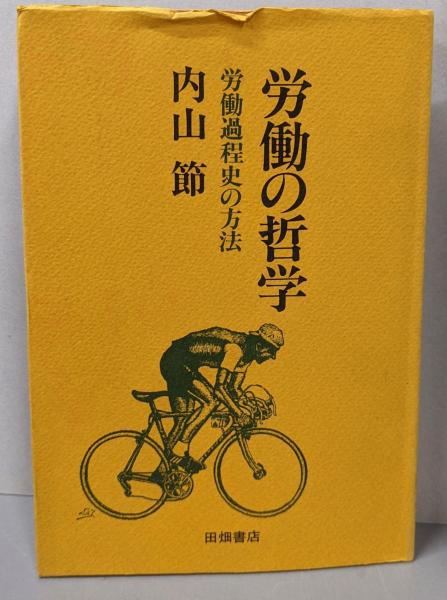 労働の哲学
労働過程史の方法
内山 節
田畑書店